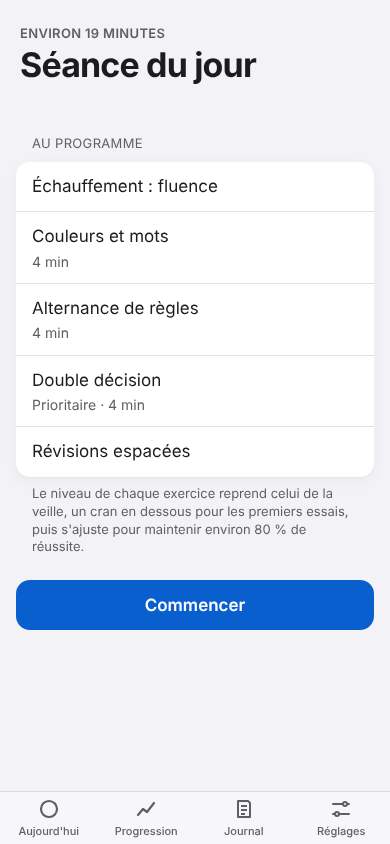 ENVIRON 19 MINUTES
Séance du jour
AU PROGRAMME
Échauffement : fluence
Couleurs et mots
4 min
Alternance de règles
4 min
Double décision
Prioritaire · 4 min
Révisions espacées
Le niveau de chaque exercice reprend celui de la
veille, un cran en dessous pour les premiers essais,
puis s'ajuste pour maintenir environ 80 % de
réussite.
Commencer
Aujourd'hui
Progression
Journal
Réglages